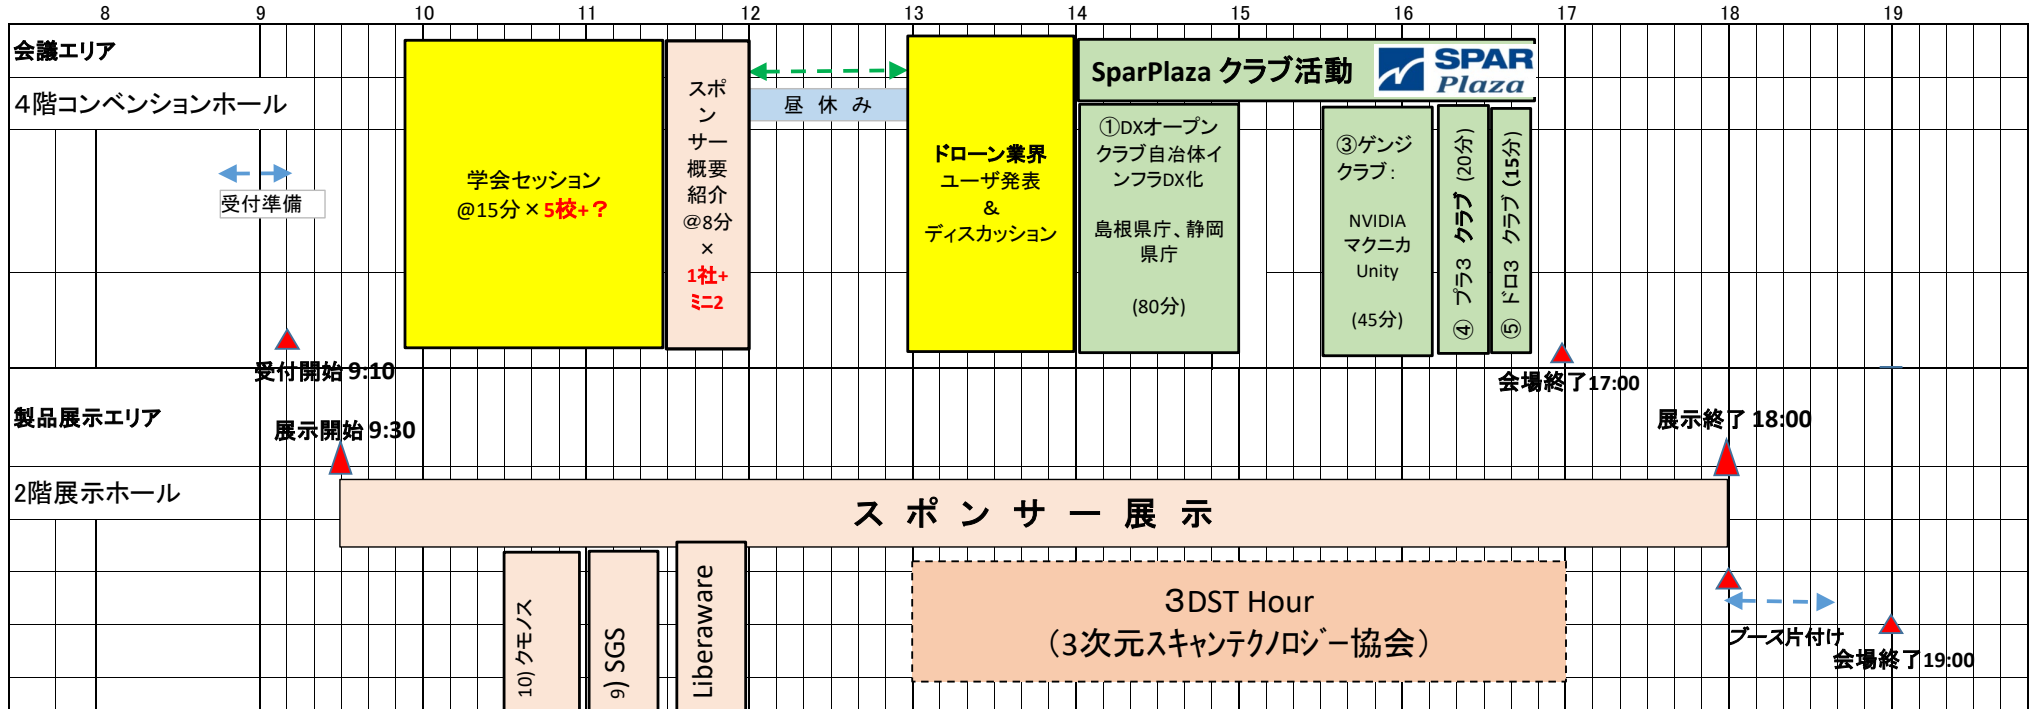 8 9 10 11 12 13 14 15 16 17 18 19
会議エリア
4階コンベンションホール
受付準備
受付開始 9:10
学会セッション
@15分×5校+？
スポ
ン
サー
概要
紹介
@8分
×
1社+
ﾐﾆ2
昼 休 み
ドローン業界
ユーザ発表
&
ディスカッション
SparPlaza クラブ活動
SPAR
Plaza
①DXオープン
クラブ自治体イ
ンフラDX化
島根県庁、静岡
県庁
(80分)
③ゲンジ
クラブ：
NVIDIA
マクニカ
Unity
(45分)
④ プラ3 クラブ (20分)
⑤ ドロ3 クラブ (15分)
会場終了17:00
製品展示エリア
展示開始 9:30
展示終了 18:00
2階展示ホール
スポンサー展示
10) クモノス
9) SGS
Liberaware
３DST Hour
（3次元スキャンテクノロジー協会）
ブース片付け
会場終了19:00